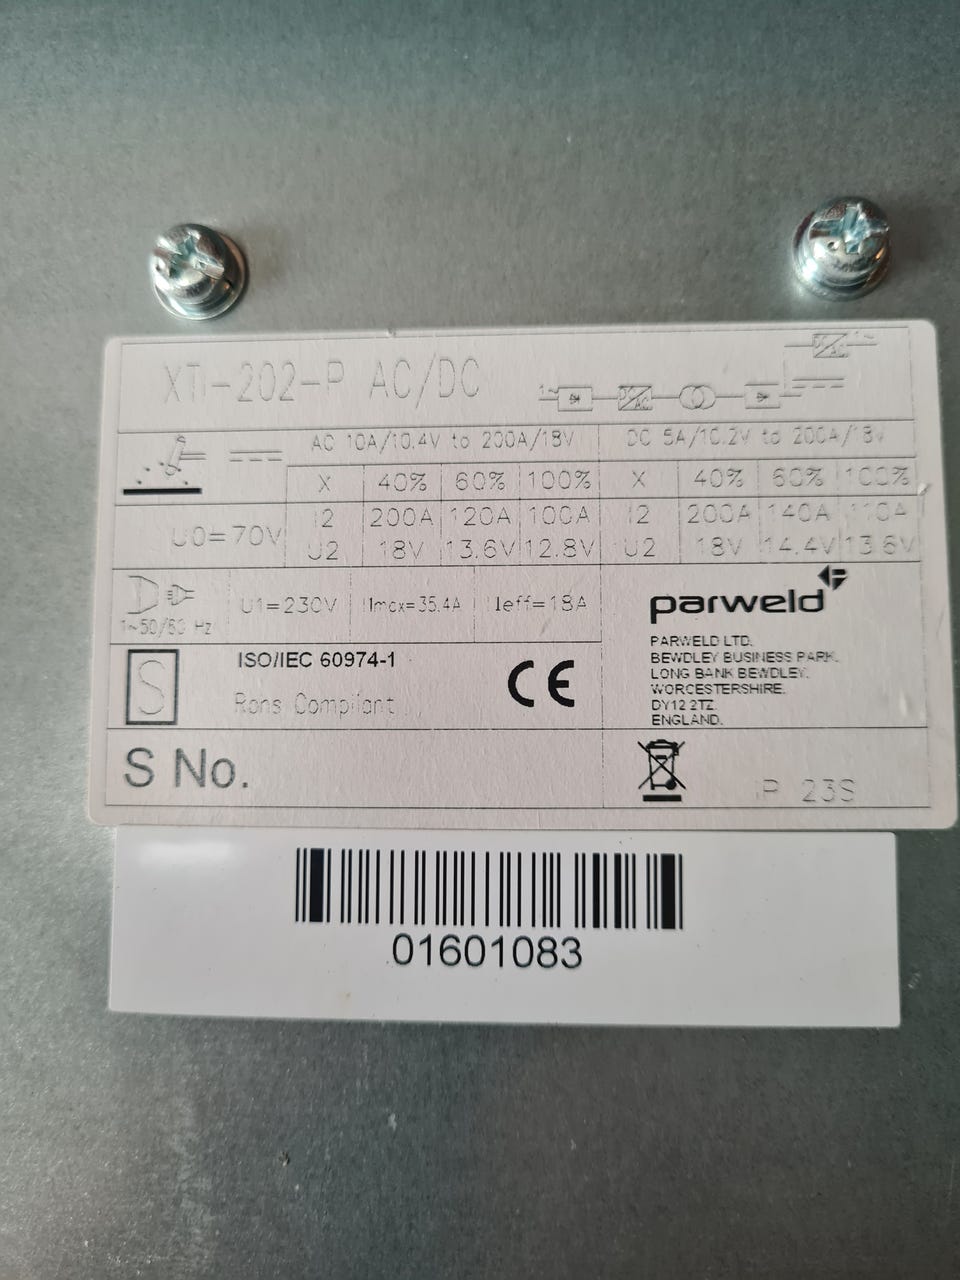 XTi-202-P AC/DC
1~
AC 10A/10.4V to 200A/18V DC 5A/10.2V to 200A/18V
X 40% 60% 100% X 40% 60% 100%
U0=70V
I2 200A 120A 100A I2 200A 140A 110A
U2 18V 13.6V 12.8V U2 18V 14.4V 13.6V
1~50/60 Hz
U1=230V I1max=35.4A I1eff=18A
parweld
PARWELD LTD.
BEWDLEY BUSINESS PARK.
LONG BANK BEWDLEY.
WORCESTERSHIRE.
DY12 2TZ.
ENGLAND.
S
ISO/IEC 60974-1
Rohs Compliant
CE
S No.
IP 23S
01601083